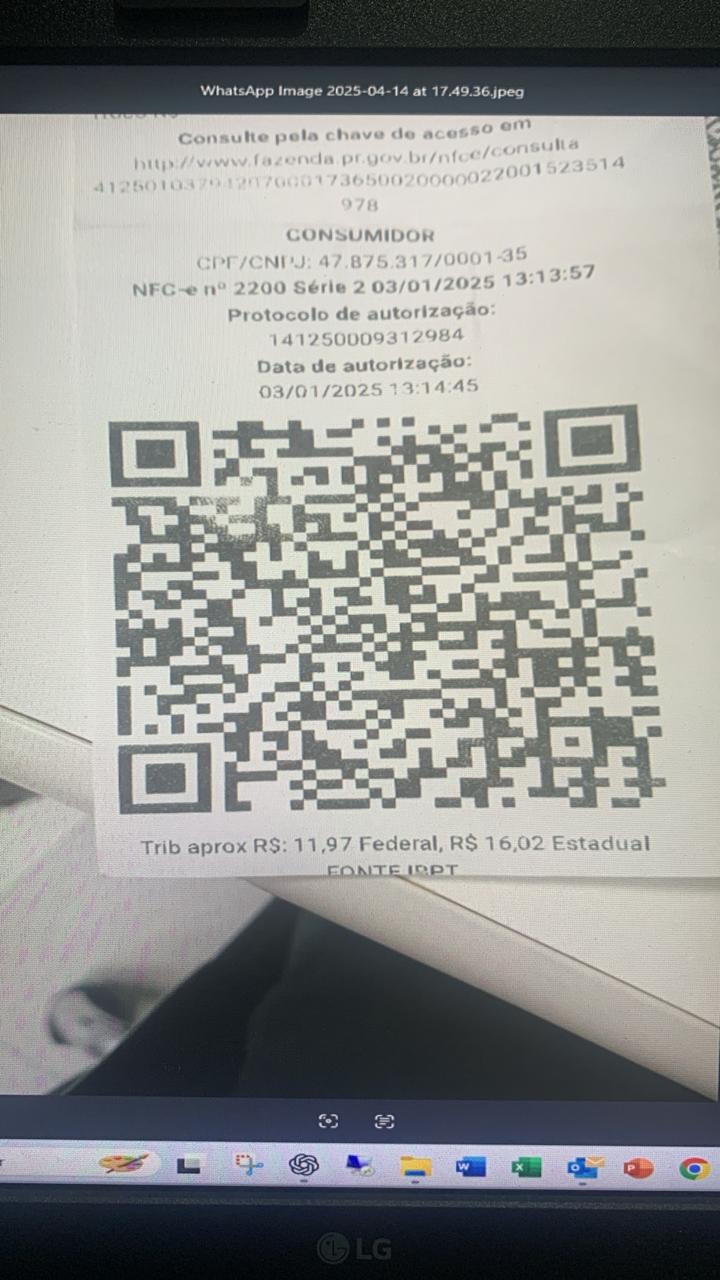 WhatsApp Image 2025-04-14 at 17.49.36.jpeg
Consulte pela chave de acesso em
http://www.fazenda.pr.gov.br/nfce/consulta
978
CONSUMIDOR
CPF/CNPJ: 47.875.317/0001-35
NFC-e nº 2200 Série 2 03/01/2025 13:13:57
Protocolo de autorização:
141250009312984
Data de autorização:
03/01/2025 13:14:45
Trib aprox R$: 11,97 Federal, R$ 16,02 Estadual
FONTE IBPT
LG